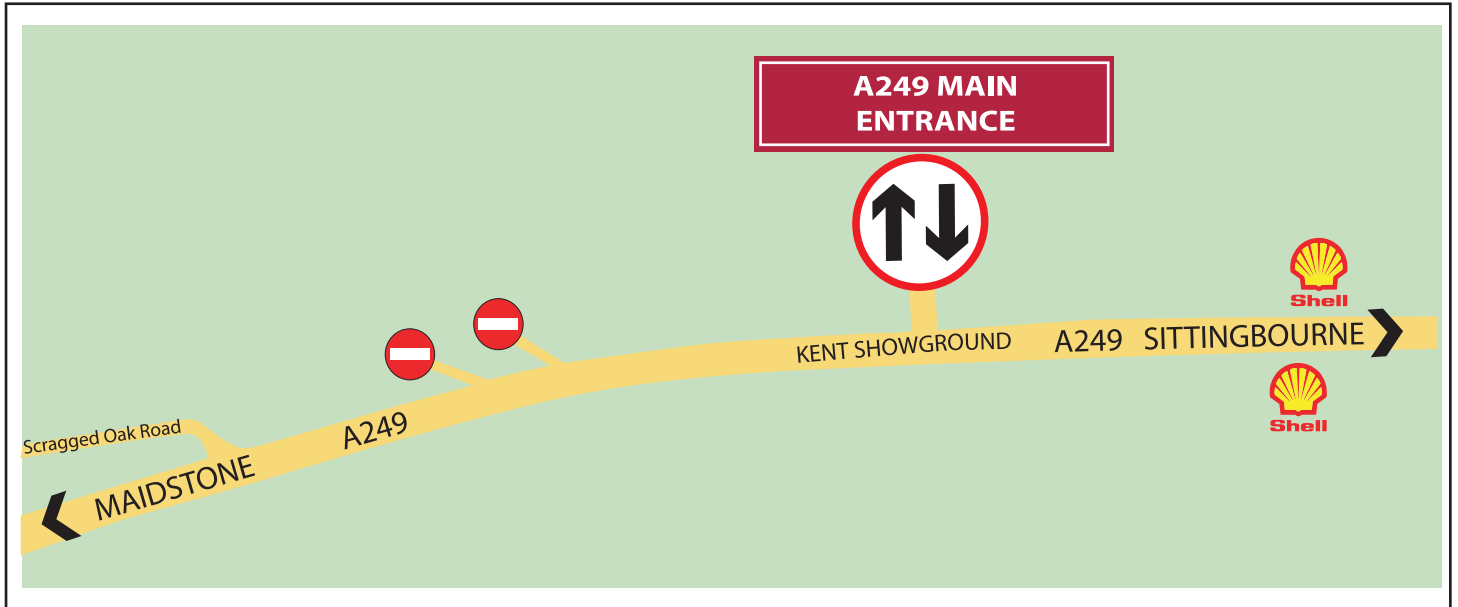 A249 MAIN
ENTRANCE
Shell
KENT SHOWGROUND
A249 SITTINGBOURNE
Shell
A249
Scragged Oak Road
MAIDSTONE